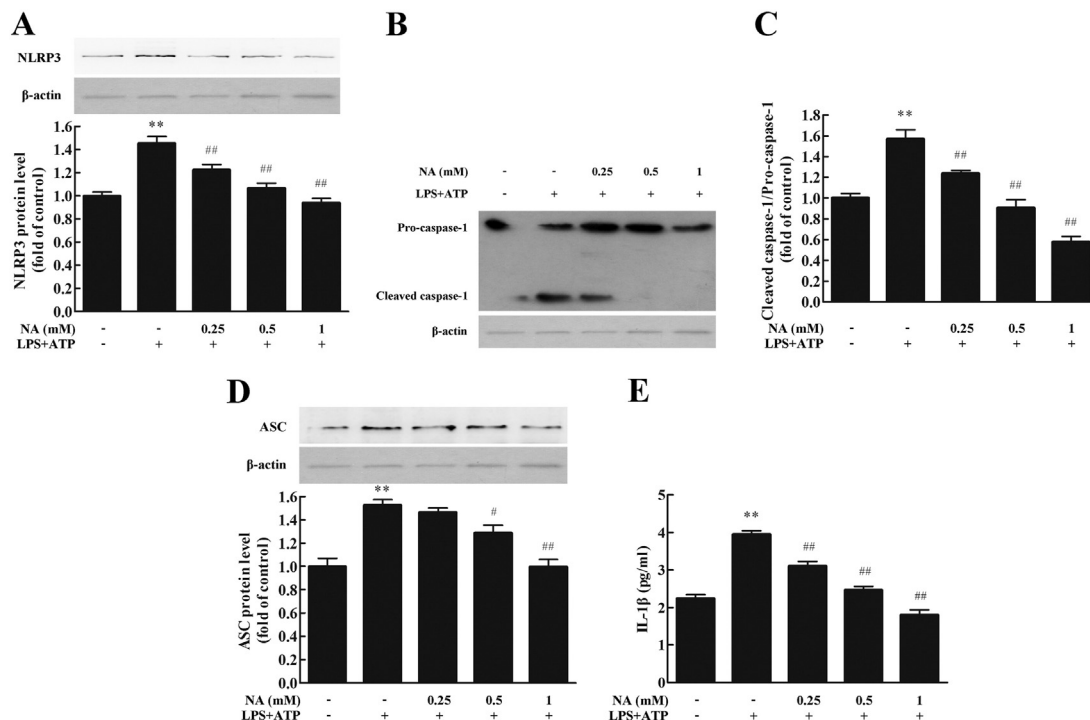 A
NLRP3
β-actin
NLRP3 protein level
(fold of control)
1.6
1.4
1.2
1.0
0.8
0.6
0.4
0.2
0.0
**
##
##
##
NA (mM) - - 0.25 0.5 1
LPS+ATP - + + + +
B
NA (mM) - - 0.25 0.5 1
LPS+ATP - + + + +
Pro-caspase-1
Cleaved caspase-1
β-actin
C
Cleaved caspase-1/Pro-caspase-1
(fold of control)
1.8
1.6
1.4
1.2
1.0
0.8
0.6
0.4
0.2
0.0
**
##
##
##
NA (mM) - - 0.25 0.5 1
LPS+ATP - + + + +
D
ASC
β-actin
ASC protein level
(fold of control)
1.6
1.4
1.2
1.0
0.8
0.6
0.4
0.2
0.0
**
#
##
NA (mM) - - 0.25 0.5 1
LPS+ATP - + + + +
E
IL-1β (pg/ml)
5
4
3
2
1
0
**
##
##
##
NA (mM) - - 0.25 0.5 1
LPS+ATP - + + + +